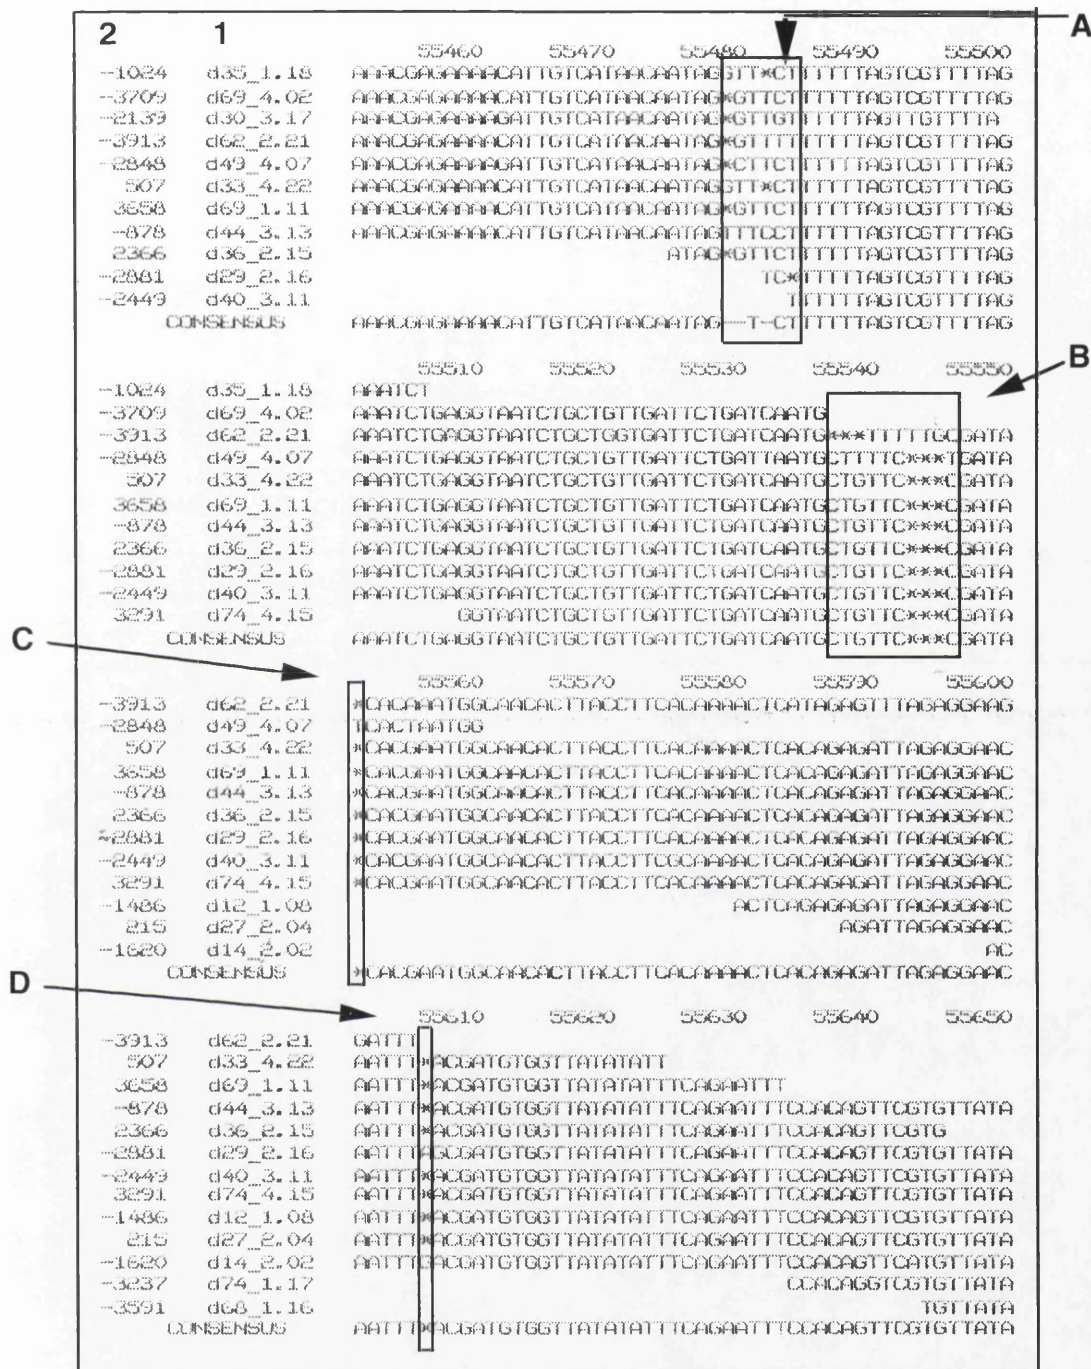 A
2 1
55460 55470 55480 55490 55500
-1024 d35_1.18 AAACGAGAAAACATTGTCATAACAATAGGTT*CTTTTTTAGTCGTTTTAG
-3709 d69_4.02 AAACGAGAAAACATTGTCATAACAATAG*GTTCTTTTTTAGTCGTTTTAG
-2139 d30_3.17 AAACGAGAAAAGATTGTCATAACAATAG*GTTGTTTTTTAGTTGTTTTA
-3913 d62_2.21 AAACGAGAAAACATTGTCATAACAATAG*GTTTTTTTTTAGTCGTTTTAG
-2848 d49_4.07 AAACGAGAAAAGATTGTCATAACAATAG*CTTCTTTTTTAGTCGTTTTAG
507 d33_4.22 AAACGAGAAAACATTGTCATAACAATAGGTT*CTTTTTTAGTCGTTTTAG
3658 d69_1.11 AAACGAGAAAACATTGTCATAACAATAG*GTTCTTTTTTAGTCGTTTTAG
-878 d44_3.13 AAACGAGAAAACATTGTCATAACAATAGTTTCCTTTTTTAGTCGTTTTAG
2366 d36_2.15 ATAG*GTTCTTTTTTAGTCGTTTTAG
-2881 d29_2.16 TC*TTTTTAGTCGTTTTAG
-2449 d40_3.11 TTTTTTAGTCGTTTTAG
CONSENSUS AAACGAGAAAACATTGTCATAACAATAG--T-CTTTTTTAGTCGTTTTAG
55510 55520 55530 55540 55550
B
-1024 d35_1.18 AAATCT
-3709 d69_4.02 AAATCTGAGGTAATCTGCTGTTGATTCTGATCAATG
-3913 d62_2.21 AAATCTGAGGTAATCTGCTGGTGATTCTGATCAATG***TTTTTGCGATA
-2848 d49_4.07 AAATCTGAGGTAATCTGCTGTTGATTCTGATTAATGCTTTTC***TGATA
507 d33_4.22 AAATCTGAGGTAATCTGCTGTTGATTCTGATCAATGCTGTTC***CGATA
3658 d69_1.11 AAATCTGAGGTAATCTGCTGTTGATTCTGATCAATGCTGTTC***CGATA
-878 d44_3.13 AAATCTGAGGTAATCTGCTGTTGATTCTGATCAATGCTGTTC***CGATA
2366 d36_2.15 AAATCTGAGGTAATCTGCTGTTGATTCTGATCAATGCTGTTC***CGATA
-2881 d29_2.16 AAATCTGAGGTAATCTGCTGTTGATTCTGATCAATGCTGTTC***CGATA
-2449 d40_3.11 AAATCTGAGGTAATCTGCTGTTGATTCTGATCAATGCTGTTC***CGATA
3291 d74_4.15 GGTAATCTGCTGTTGATTCTGATCAATGCTGTTC***CGATA
CONSENSUS AAATCTGAGGTAATCTGCTGTTGATTCTGATCAATGCTGTTC***CGATA
C
55560 55570 55580 55590 55600
-3913 d62_2.21
-2848 d49_4.07 TCACTAATGG
507 d33_4.22 *CACGAATGGCAACACTTACCTTCACAAAACTCACAGAGATTAGAGGAAC
3658 d69_1.11 *CACGAATGGCAACACTTACCTTCACAAAACTCACAGAGATTAGAGGAAC
-878 d44_3.13 *CACGAATGGCAACACTTACCTTCACAAAACTCACAGAGATTAGAGGAAC
2366 d36_2.15 *CACGAATGGCAACACTTACCTTCACAAAACTCACAGAGATTAGAGGAAC
-2881 d29_2.16 *CACGAATGGCAACACTTACCTTCACAAAACTCACAGAGATTAGAGGAAC
-2449 d40_3.11 *CACGAATGGCAACACTTACCTTCGCAAAACTCACAGAGATTAGAGGAAC
3291 d74_4.15 *CACGAATGGCAACACTTACCTTCACAAAACTCACAGAGATTAGAGGAAC
-1486 d12_1.08 ACTCAGAGAGATTAGAGGAAC
215 d27_2.04 AGATTAGAGGAAC
-1620 d14_2.02 AC
CONSENSUS *CACGAATGGCAACACTTACCTTCACAAAACTCACAGAGATTAGAGGAAC
D
55610 55620 55630 55640 55650
-3913 d62_2.21 GATTT
507 d33_4.22 AATTT*ACGATGTGGTTATATATT
3658 d69_1.11 AATTT*ACGATGTGGTTATATATTTCAGAATTT
-878 d44_3.13 AATTT*ACGATGTGGTTATATATTTCAGAATTTCCACAGTTCGTGTTATA
2366 d36_2.15 AATTT*ACGATGTGGTTATATATTTCAGAATTTCCACAGTTCGTG
-2881 d29_2.16 AATTTAGCGATGTGGTTATATATTTCAGAATTTCCACAGTTCGTGTTATA
-2449 d40_3.11 AATTT*ACGATGTGGTTATATATTTCAGAATTTCCACAGTTCGTGTTATA
3291 d74_4.15 AATTT*ACGATGTGGTTATATATTTCAGAATTTCCACAGTTCGTGTTATA
-1486 d12_1.08 AATTT*ACGATGTGGTTATATATTTCAGAATTTCCACAGTTCGTGTTATA
215 d27_2.04 AATTT*ACGATGTGGTTATATATTTCAGAATTTCCACAGTTCGTGTTATA
-1620 d14_2.02 AATTTGACGATGTGGTTATATATTTCAGAATTTCCACAGTTCATGTTATA
-3237 d74_1.17 CCACAGGTCGTGTTATA
-3591 d68_1.16 TGTTATA
CONSENSUS AATTT*ACGATGTGGTTATATATTTCAGAATTTCCACAGTTCGTGTTATA